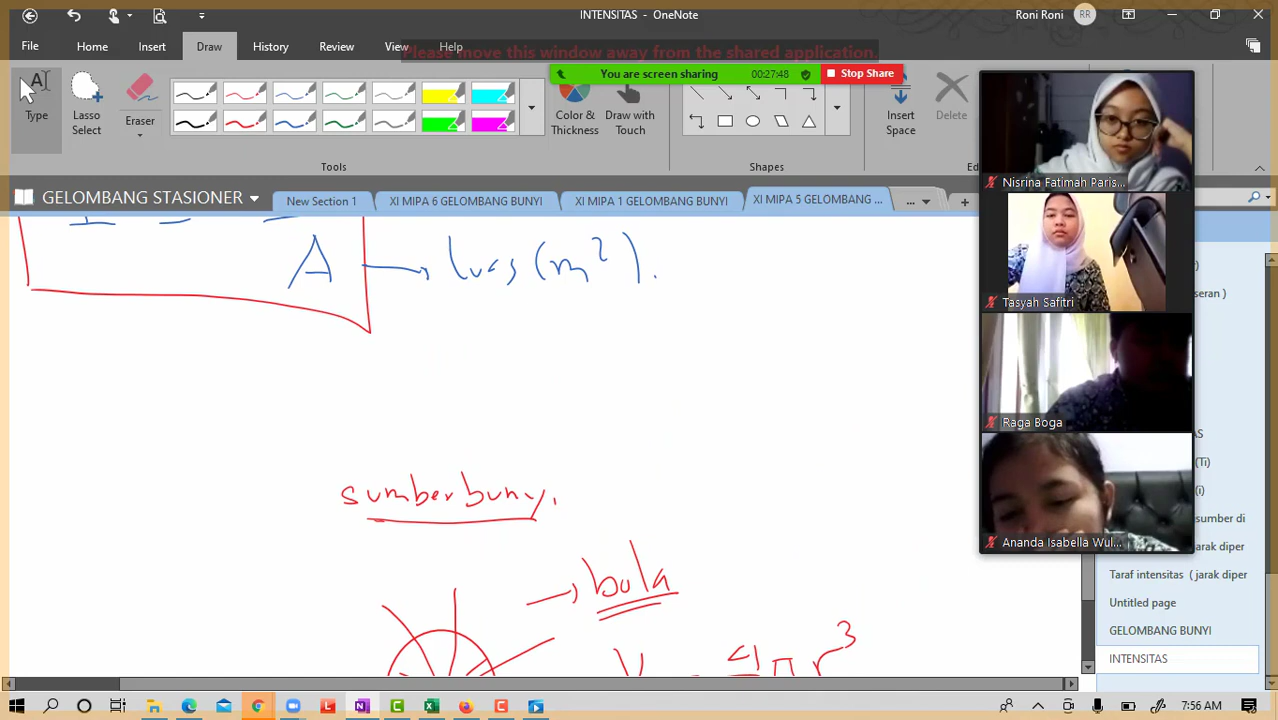 INTENSITAS - OneNote
Roni Roni RR
File Home Insert Draw History Review View Help
Please move this window away from the shared application.
You are screen sharing 00:27:48 Stop Share
Type
Lasso Select
Eraser
Color & Thickness
Draw with Touch
Insert Space
Delete
Tools
Shapes
Ed
GELOMBANG STASIONER
New Section
XI MIPA 6 GELOMBANG BUNYI
XI MIPA 1 GELOMBANG BUNYI
XI MIPA 5 GELOMBANG ...
...
A → luas (m²).
sumber bunyi
→ bola
V 4 π r³
Nisrina Fatimah Paris...
Tasyah Safitri
Raga Boga
Ananda Isabella Wul...
seran )
AS
(Ti)
(i)
sumber di
jarak diper
Taraf intensitas ( jarak diper
Untitled page
GELOMBANG BUNYI
INTENSITAS
7:56 AM